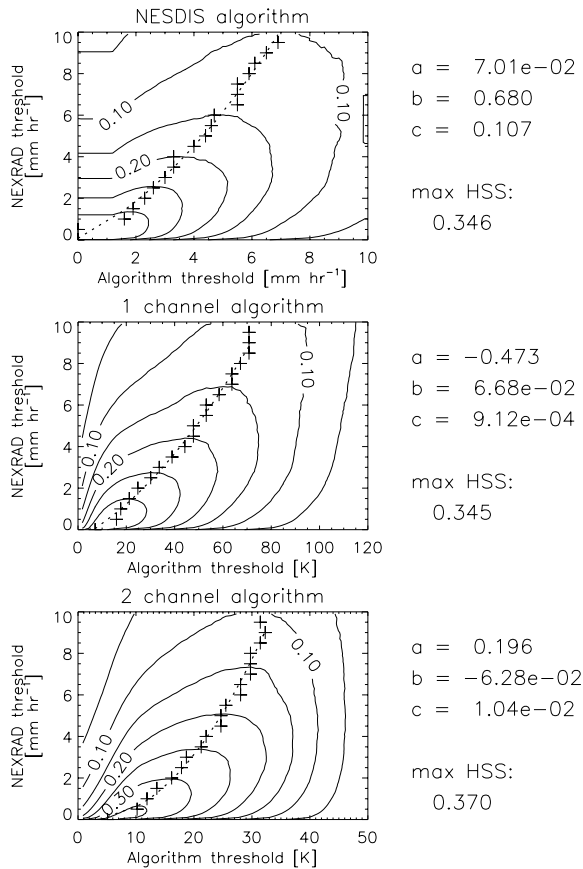 NESDIS algorithm
NEXRAD threshold
[mm hr⁻¹]
10
8
6
4
2
0
0.10
0.10
0.20
0 2 4 6 8 10
Algorithm threshold [mm hr⁻¹]
a = 7.01e−02
b = 0.680
c = 0.107
max HSS:
0.346
1 channel algorithm
NEXRAD threshold
[mm hr⁻¹]
10
8
6
4
2
0
0.10
0.10
0.20
0 20 40 60 80 100 120
Algorithm threshold [K]
a = −0.473
b = 6.68e−02
c = 9.12e−04
max HSS:
0.345
2 channel algorithm
NEXRAD threshold
[mm hr⁻¹]
10
8
6
4
2
0
0.10
0.10
0.20
0.30
0 10 20 30 40 50
Algorithm threshold [K]
a = 0.196
b = −6.28e−02
c = 1.04e−02
max HSS:
0.370